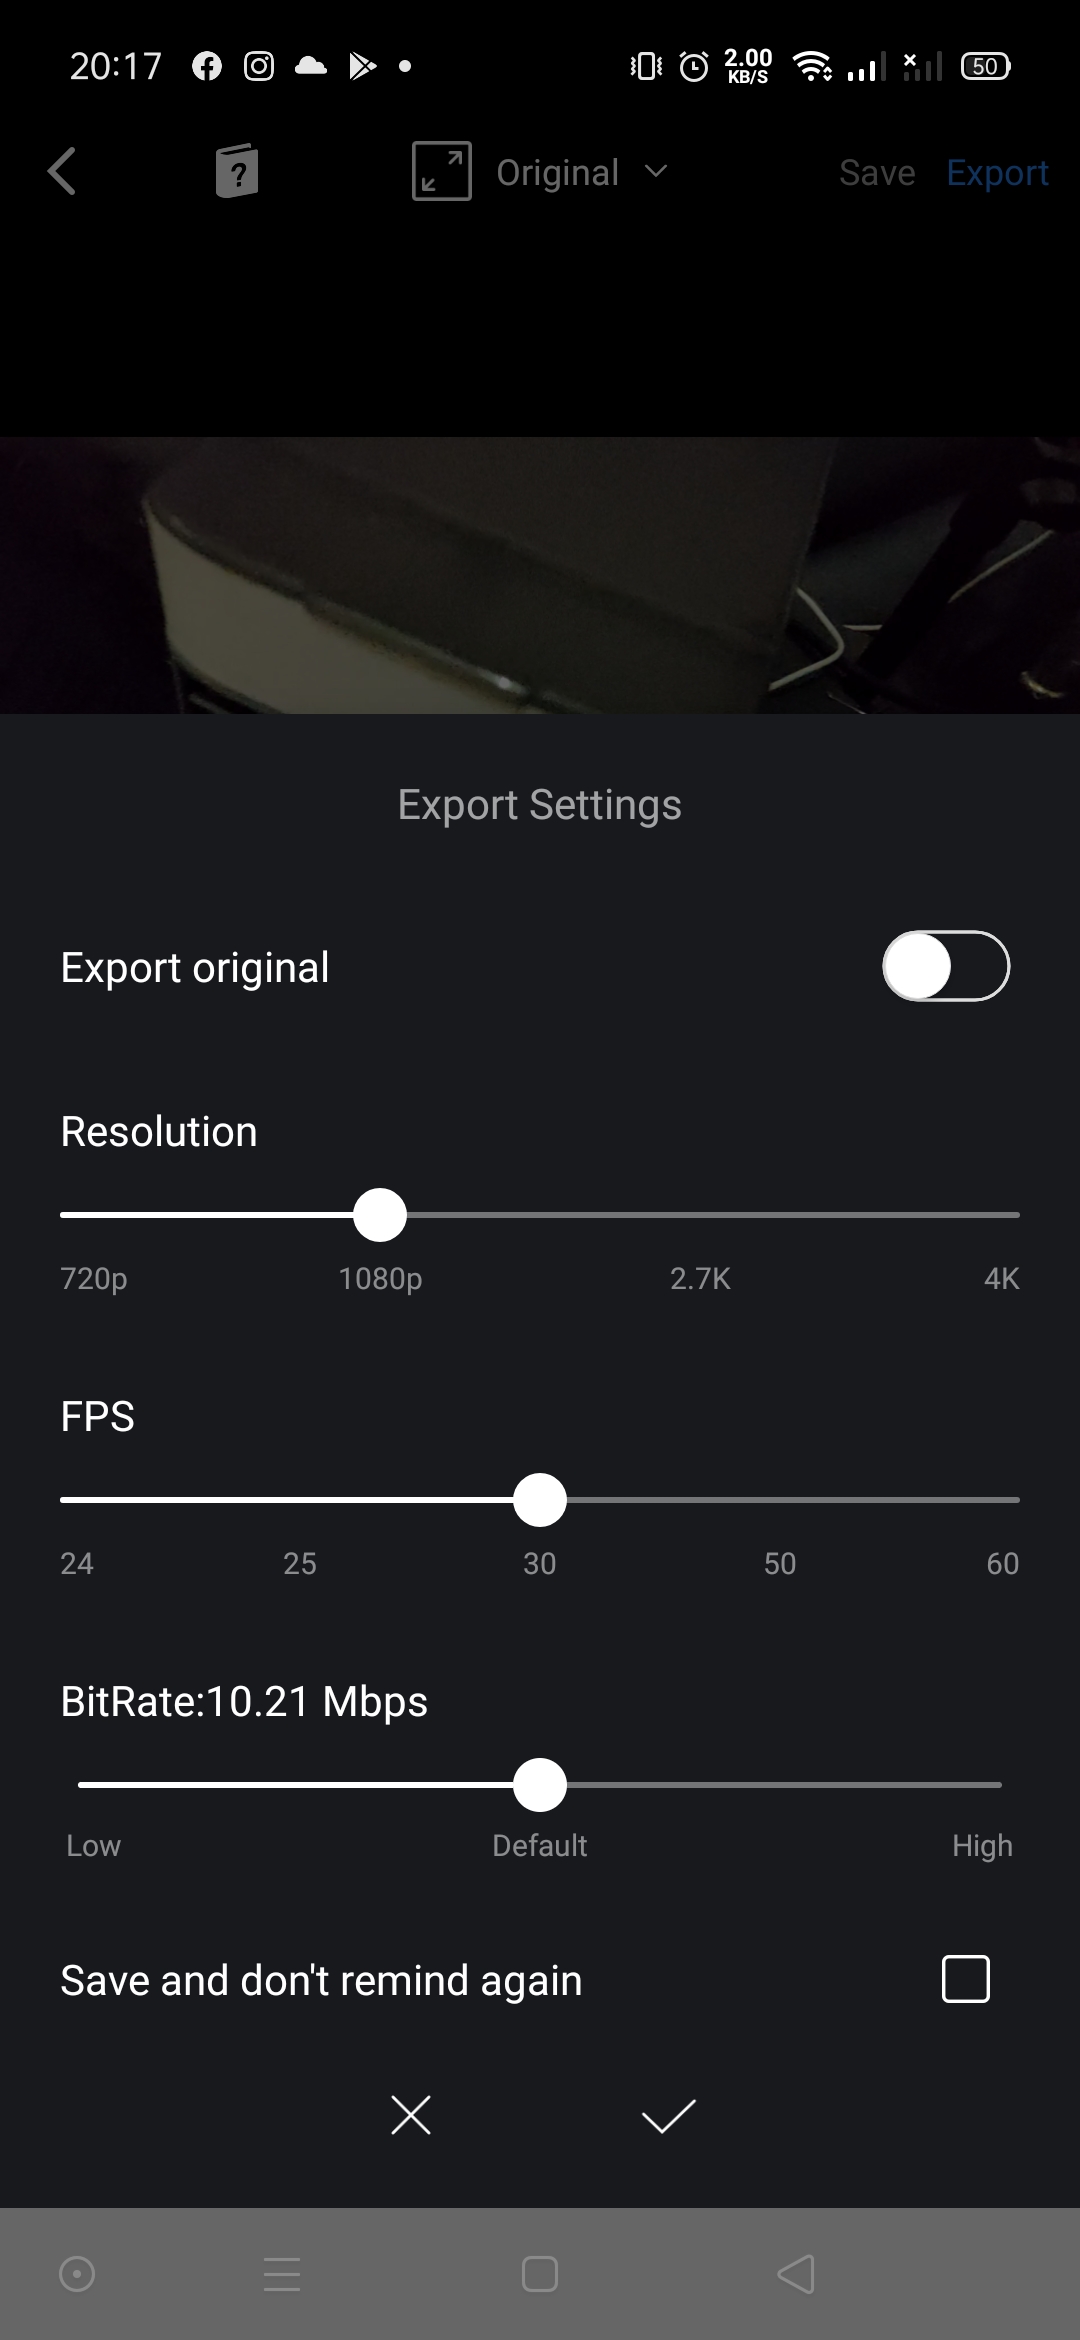 20:17 2.00 KB/S 50
? Original Save Export
Export Settings
Export original
Resolution
720p 1080p 2.7K 4K
FPS
24 25 30 50 60
BitRate:10.21 Mbps
Low Default High
Save and don't remind again